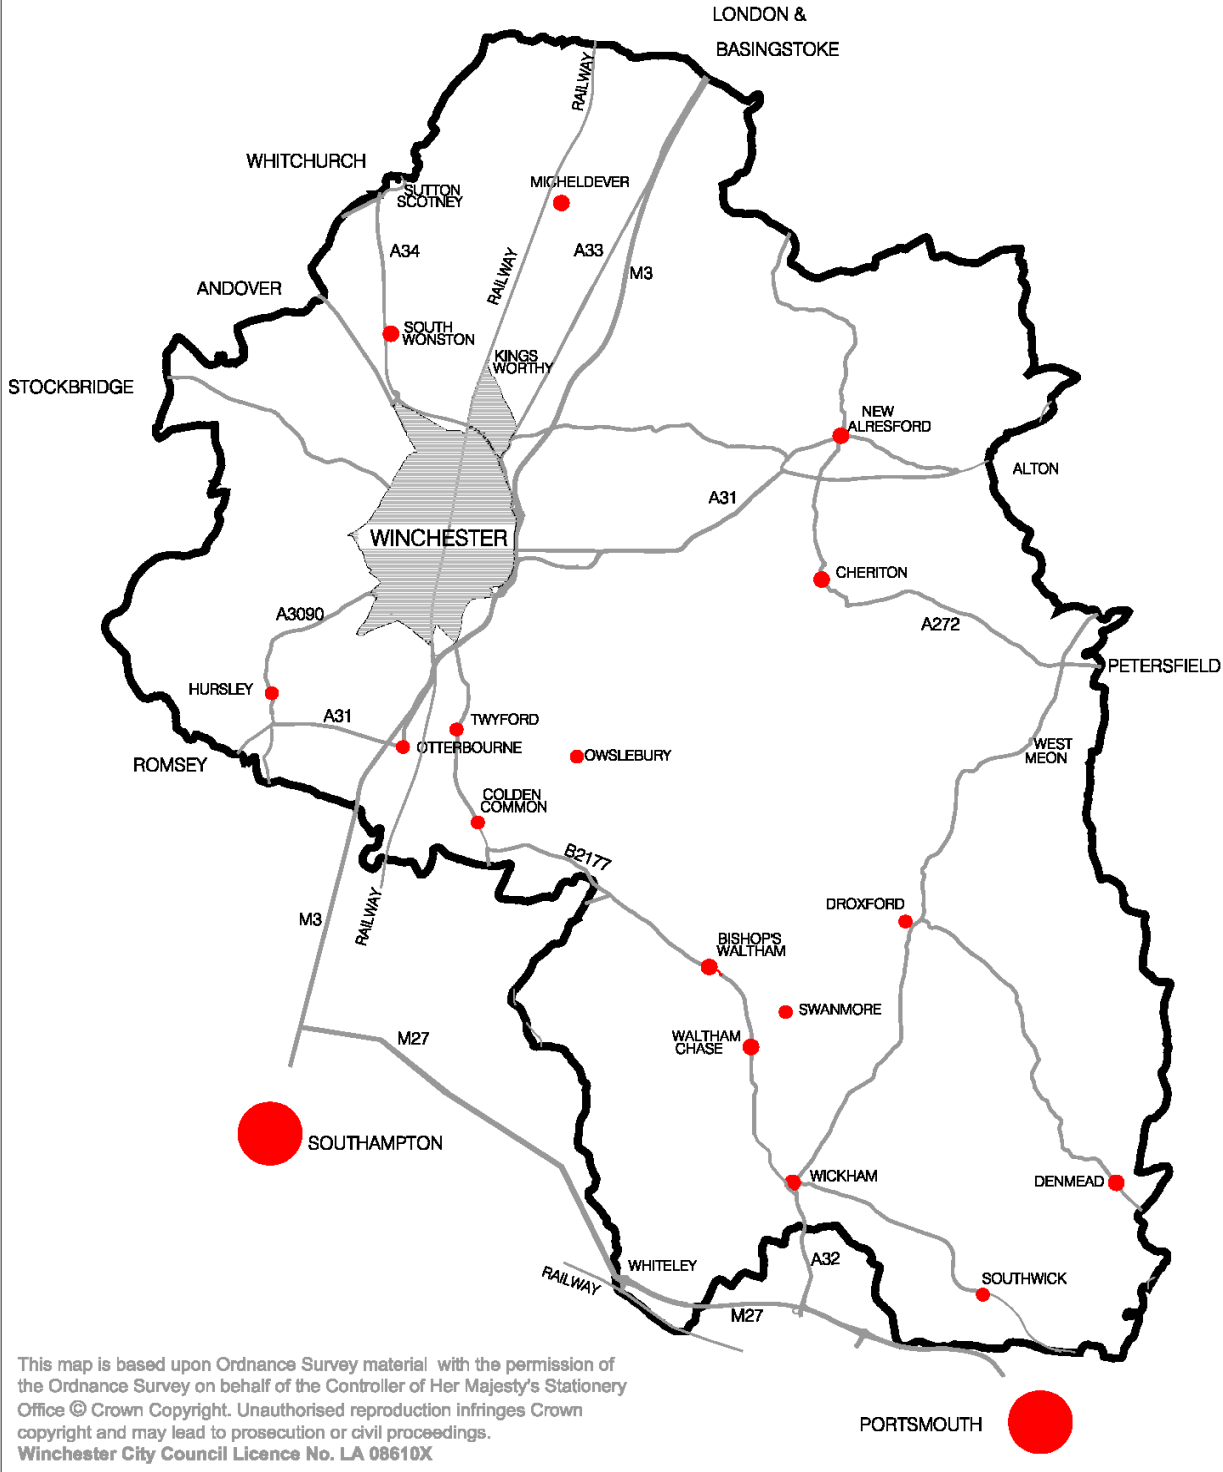 LONDON &
BASINGSTOKE
RAILWAY
WHITCHURCH
SUTTON
SCOTNEY
MICHELDEVER
A34
RAILWAY
A33
M3
ANDOVER
SOUTH
WONSTON
KINGS
WORTHY
STOCKBRIDGE
NEW
ALRESFORD
ALTON
A31
WINCHESTER
CHERITON
A3090
A272
PETERSFIELD
HURSLEY
A31
TWYFORD
OTTERBOURNE
OWSLEBURY
WEST
MEON
ROMSEY
COLDEN
COMMON
B2177
M3
RAILWAY
DROXFORD
BISHOP'S
WALTHAM
SWANMORE
WALTHAM
CHASE
M27
SOUTHAMPTON
WICKHAM
DENMEAD
WHITELEY
RAILWAY
A32
SOUTHWICK
M27
PORTSMOUTH
This map is based upon Ordnance Survey material with the permission of
the Ordnance Survey on behalf of the Controller of Her Majesty's Stationery
Office © Crown Copyright. Unauthorised reproduction infringes Crown
copyright and may lead to prosecution or civil proceedings.
Winchester City Council Licence No. LA 08610X